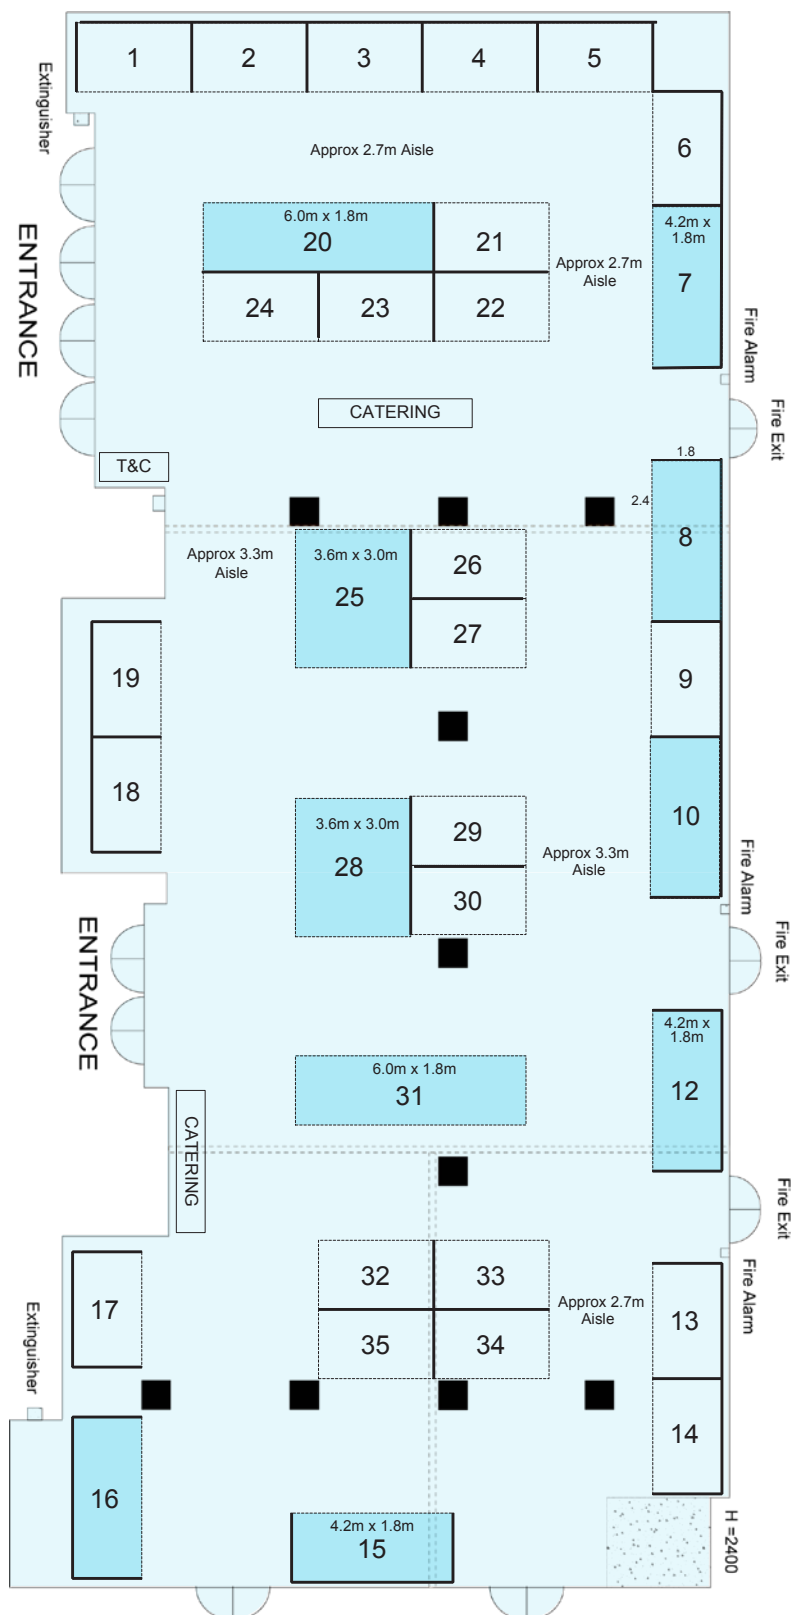 1
2
3
4
5
Extinguisher
Approx 2.7m Aisle
6
6.0m x 1.8m
20
21
4.2m x
1.8m
7
ENTRANCE
Approx 2.7m
Aisle
24
23
22
Fire Alarm
CATERING
Fire Exit
T&C
1.8
2.4
8
Approx 3.3m
Aisle
3.6m x 3.0m
25
26
27
19
9
18
3.6m x 3.0m
28
29
10
Approx 3.3m
Aisle
30
Fire Alarm
ENTRANCE
Fire Exit
4.2m x
1.8m
12
6.0m x 1.8m
31
CATERING
Fire Exit
32
33
17
Approx 2.7m
Aisle
13
Fire Alarm
35
34
Extinguisher
14
16
4.2m x 1.8m
15
H =2400